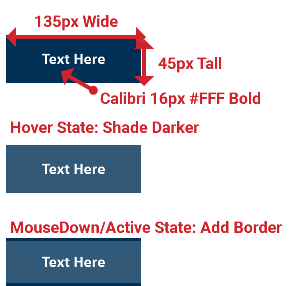 135px Wide
Text Here
45px Tall
Calibri 16px #FFF Bold
Hover State: Shade Darker
Text Here
MouseDown/Active State: Add Border
Text Here